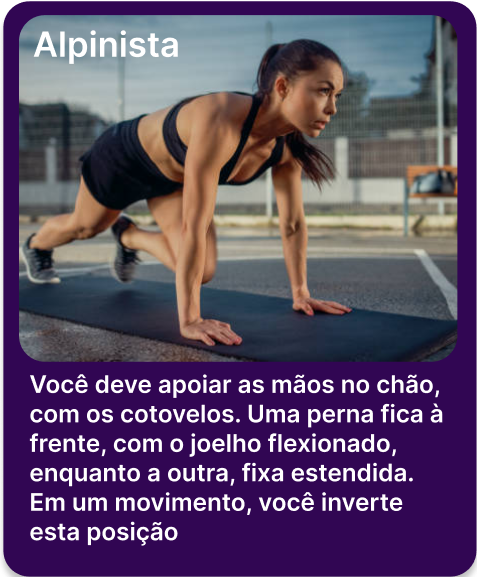 Alpinista
Você deve apoiar as mãos no chão,
com os cotovelos. Uma perna fica à
frente, com o joelho flexionado,
enquanto a outra, fixa estendida.
Em um movimento, você inverte
esta posição